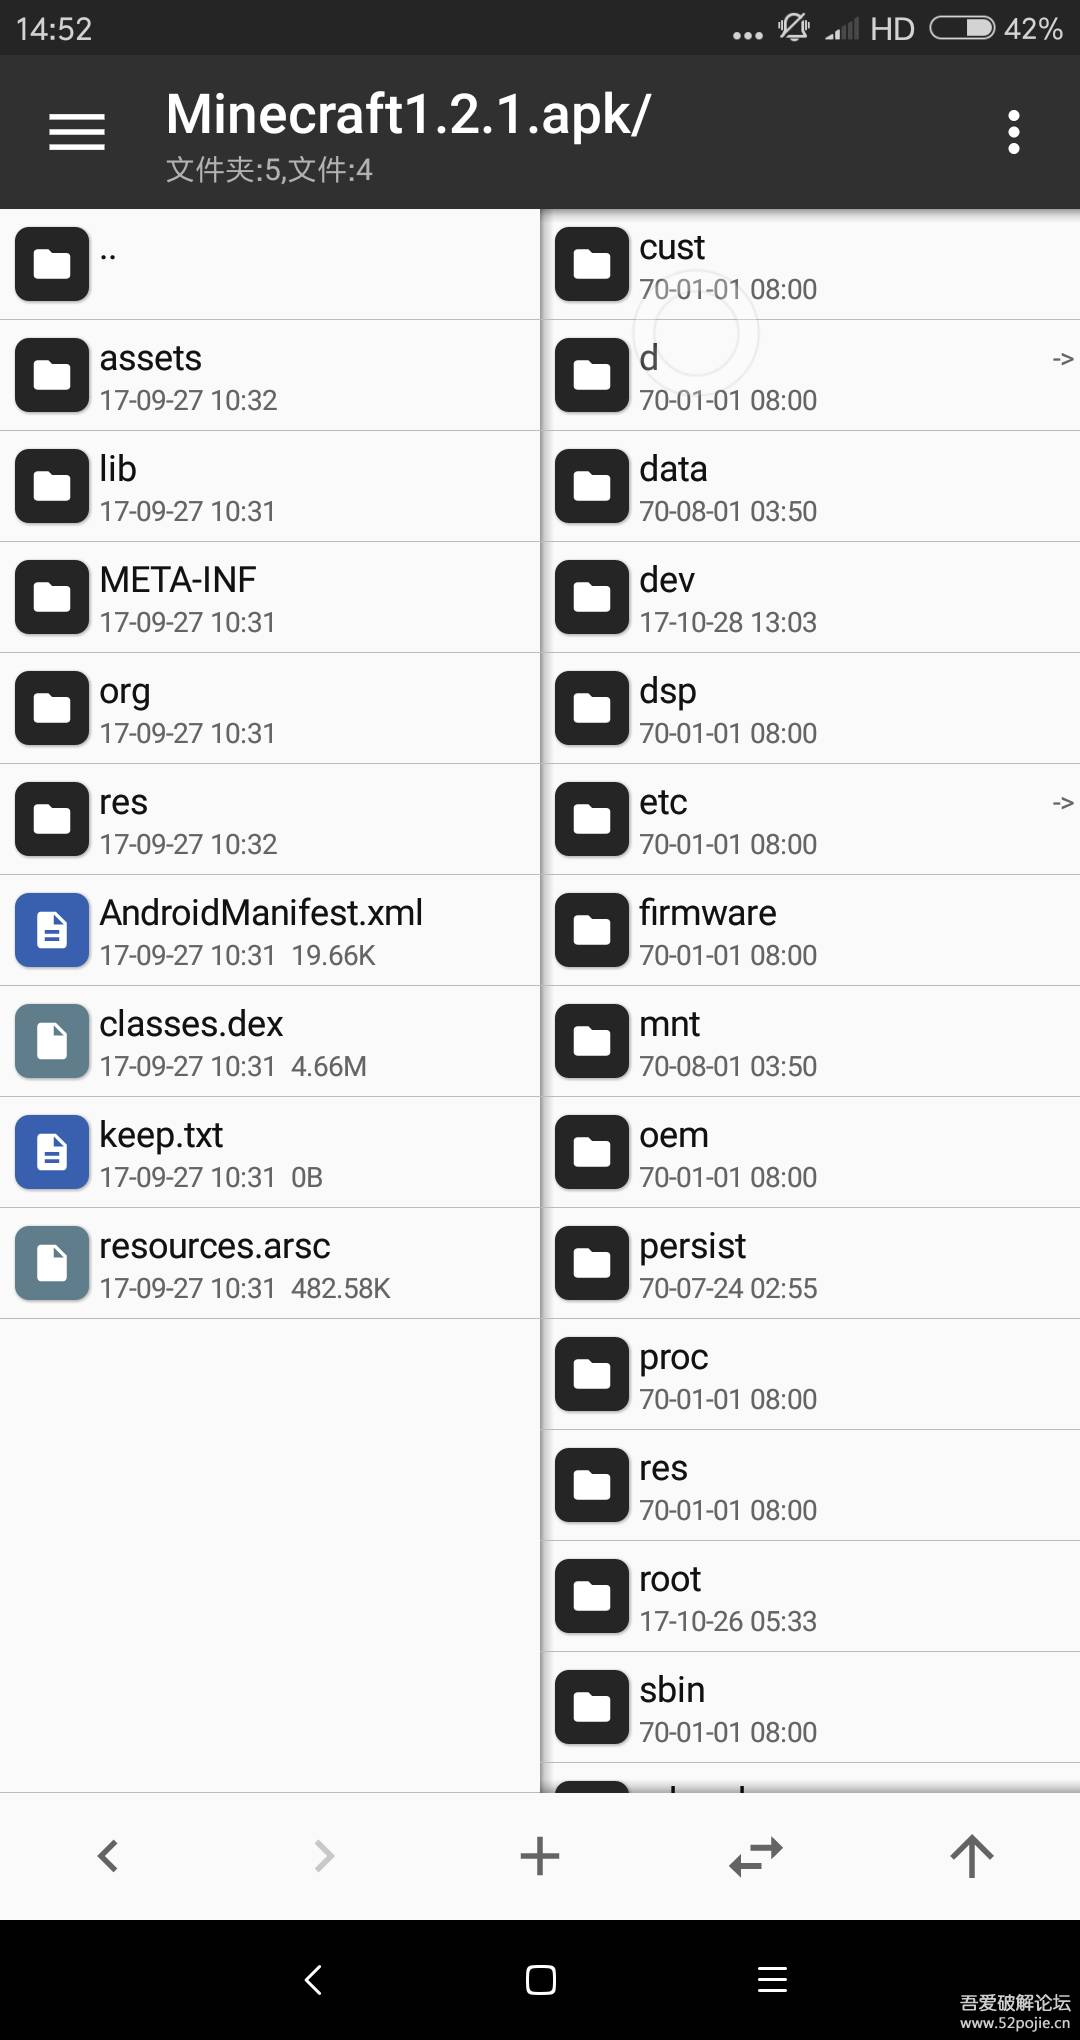 14:52
HD 42%
Minecraft1.2.1.apk/
文件夹:5,文件:4
..
assets
17-09-27 10:32
lib
17-09-27 10:31
META-INF
17-09-27 10:31
org
17-09-27 10:31
res
17-09-27 10:32
AndroidManifest.xml
17-09-27 10:31 19.66K
classes.dex
17-09-27 10:31 4.66M
keep.txt
17-09-27 10:31 0B
resources.arsc
17-09-27 10:31 482.58K
cust
70-01-01 08:00
d ->
70-01-01 08:00
data
70-08-01 03:50
dev
17-10-28 13:03
dsp
70-01-01 08:00
etc ->
70-01-01 08:00
firmware
70-01-01 08:00
mnt
70-08-01 03:50
oem
70-01-01 08:00
persist
70-07-24 02:55
proc
70-01-01 08:00
res
70-01-01 08:00
root
17-10-26 05:33
sbin
70-01-01 08:00
吾爱破解论坛
www.52pojie.cn